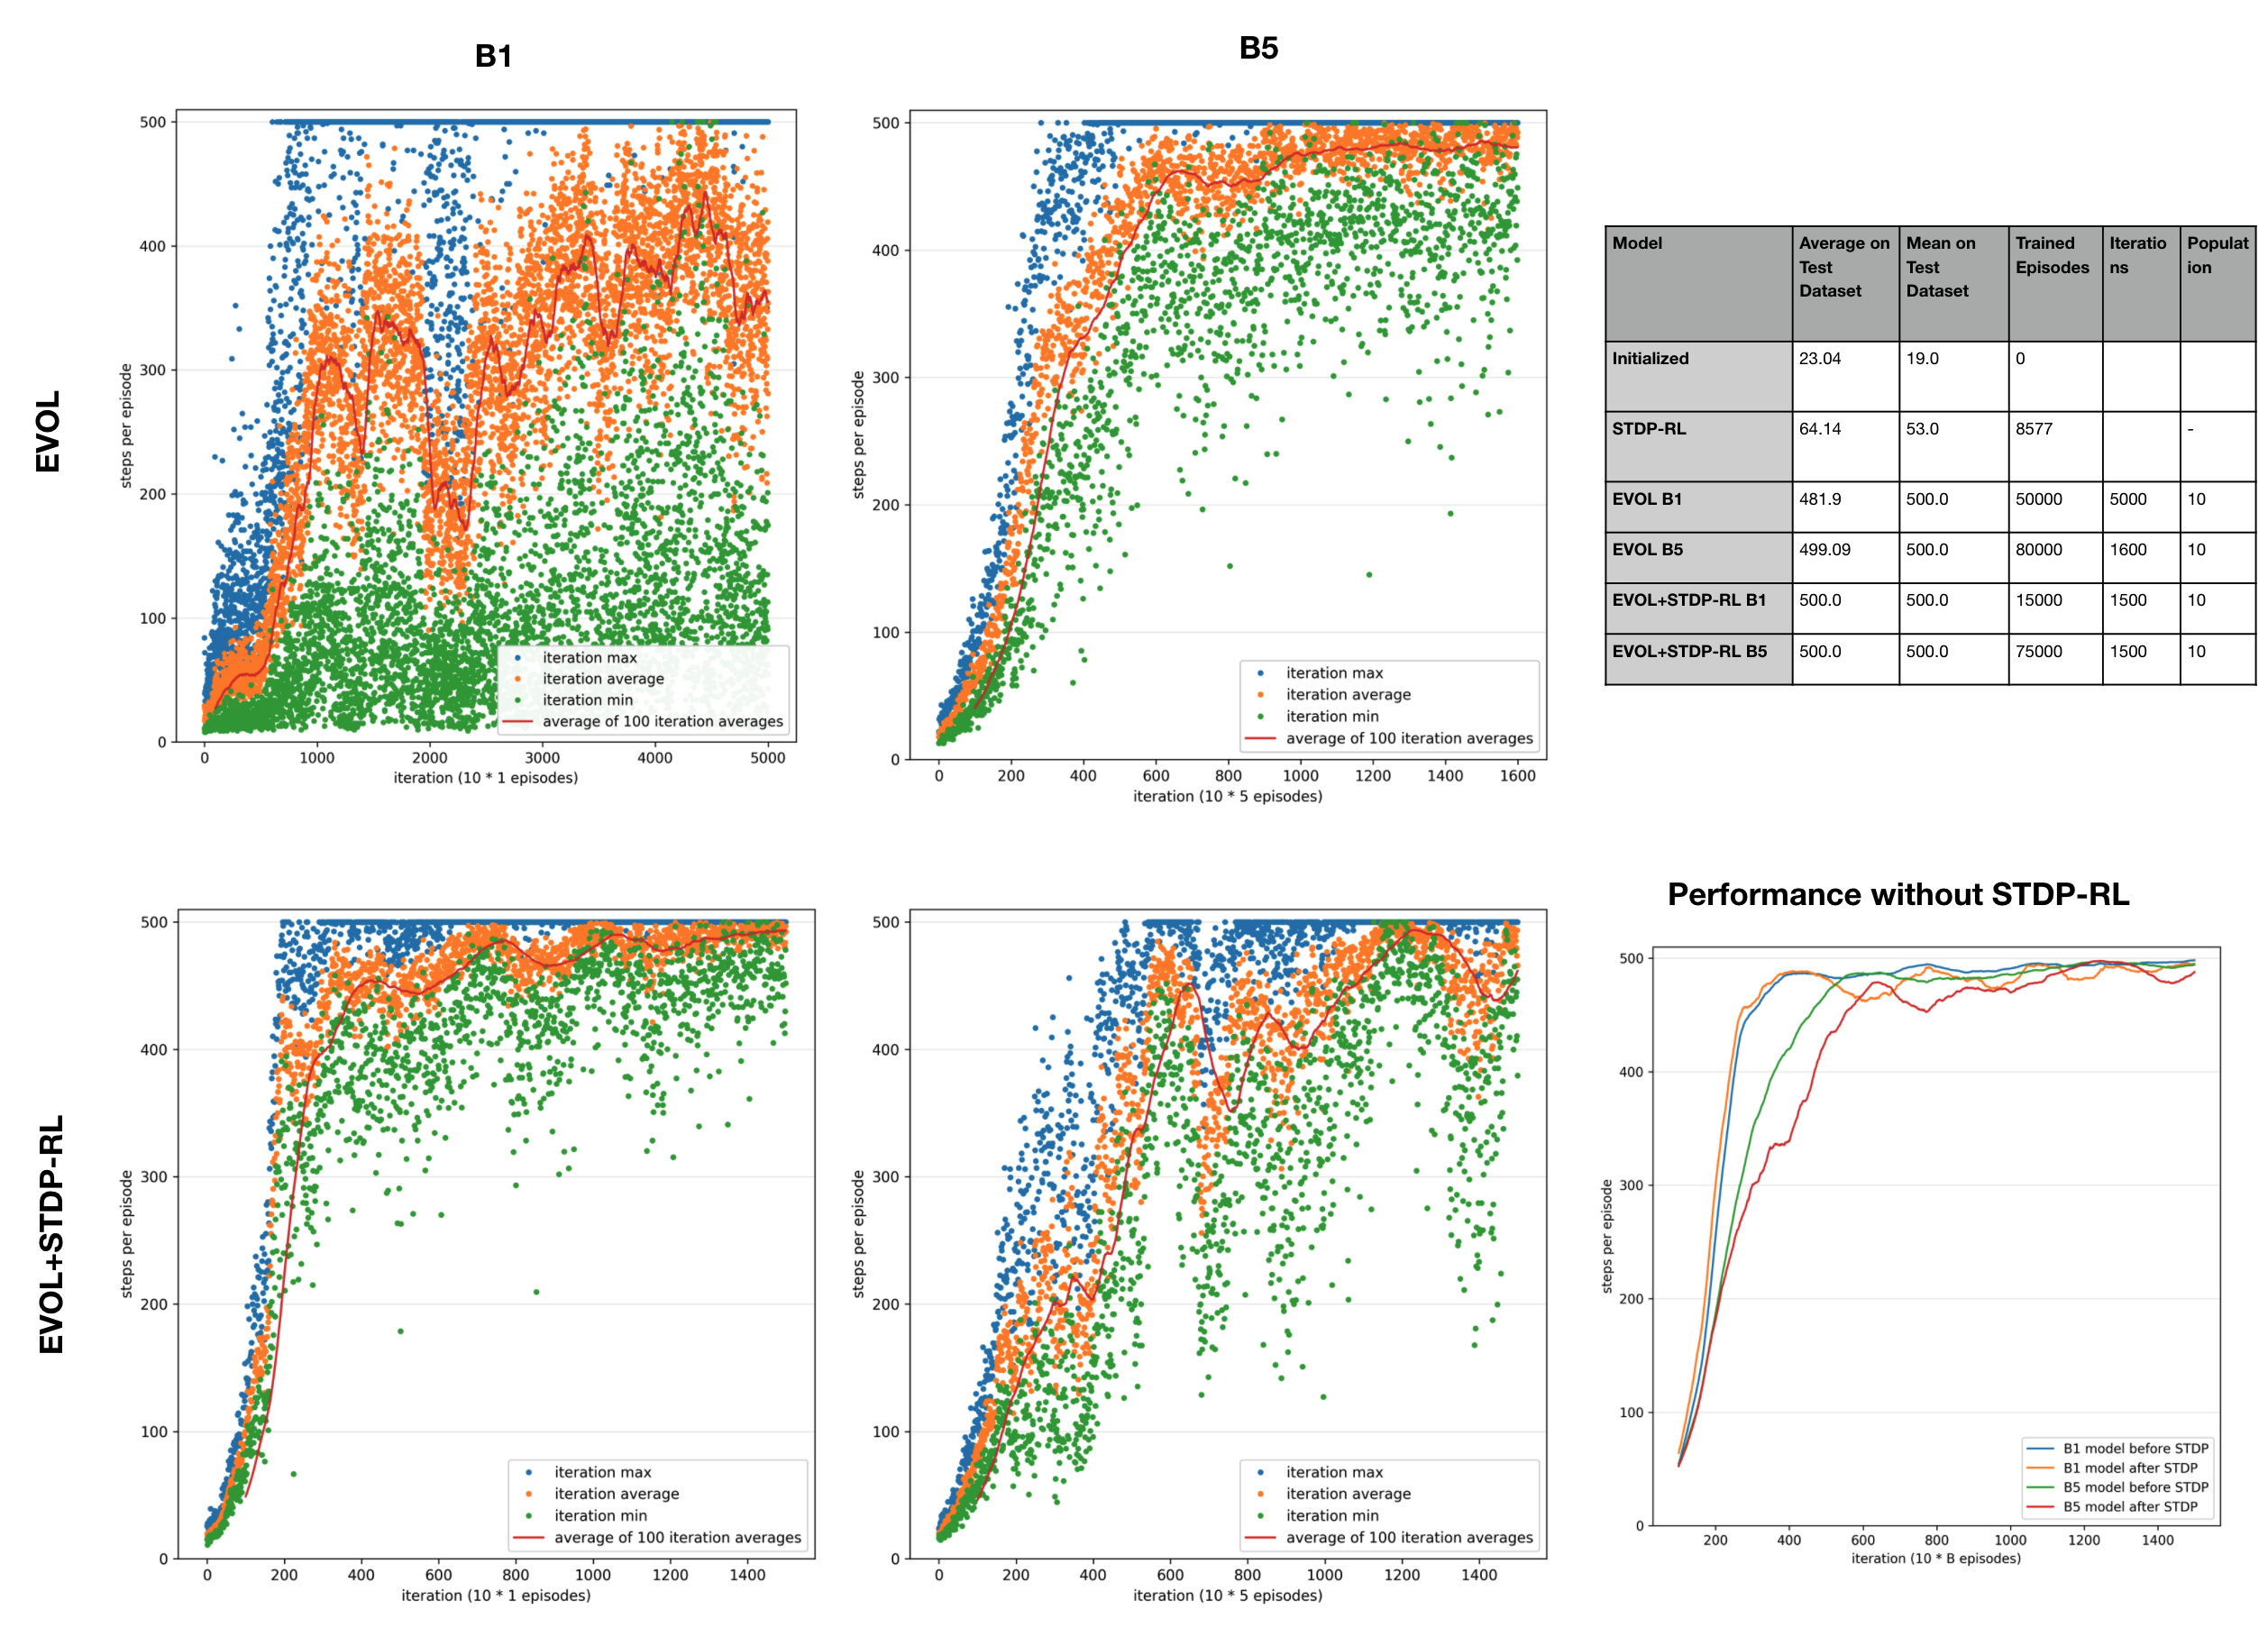 B1
B5
EVOL
EVOL+STDP-RL
500
400
300
200
100
0
steps per episode
iteration max
iteration average
iteration min
average of 100 iteration averages
0 1000 2000 3000 4000 5000
iteration (10 * 1 episodes)
500
400
300
200
100
0
steps per episode
iteration max
iteration average
iteration min
average of 100 iteration averages
0 200 400 600 800 1000 1200 1400 1600
iteration (10 * 5 episodes)
Model Average on Mean on Trained Iteratio Populat
Test Test Episodes ns ion
Dataset Dataset
Initialized 23.04 19.0 0
STDP-RL 64.14 53.0 8577 -
EVOL B1 481.9 500.0 50000 5000 10
EVOL B5 499.09 500.0 80000 1600 10
EVOL+STDP-RL B1 500.0 500.0 15000 1500 10
EVOL+STDP-RL B5 500.0 500.0 75000 1500 10
500
400
300
200
100
0
steps per episode
iteration max
iteration average
iteration min
average of 100 iteration averages
0 200 400 600 800 1000 1200 1400
iteration (10 * 1 episodes)
500
400
300
200
100
0
steps per episode
iteration max
iteration average
iteration min
average of 100 iteration averages
0 200 400 600 800 1000 1200 1400
iteration (10 * 5 episodes)
Performance without STDP-RL
500
400
300
200
100
0
steps per episode
B1 model before STDP
B1 model after STDP
B5 model before STDP
B5 model after STDP
200 400 600 800 1000 1200 1400
iteration (10 * B episodes)